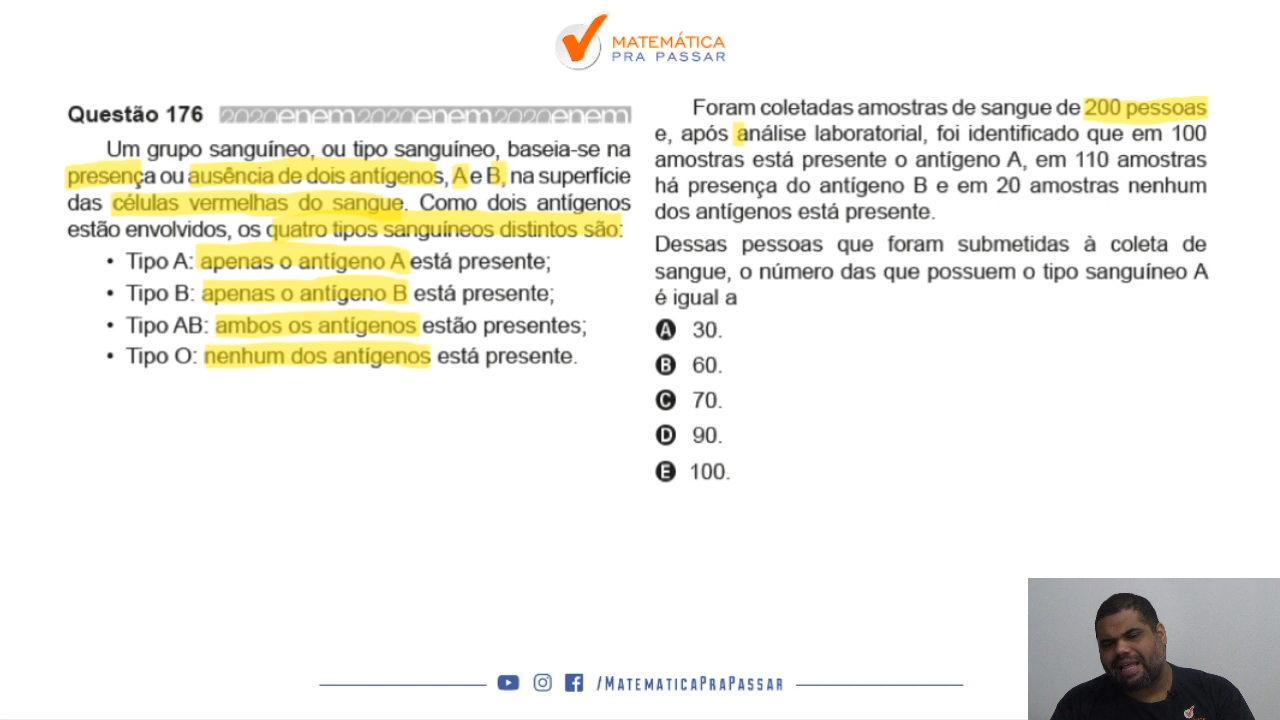 MATEMÁTICA
PRA PASSAR
Questão 176 2020enem2020enem2020enem
Um grupo sanguíneo, ou tipo sanguíneo, baseia-se na
presença ou ausência de dois antígenos, A e B, na superfície
das células vermelhas do sangue. Como dois antígenos
estão envolvidos, os quatro tipos sanguíneos distintos são:
• Tipo A: apenas o antígeno A está presente;
• Tipo B: apenas o antígeno B está presente;
• Tipo AB: ambos os antígenos estão presentes;
• Tipo O: nenhum dos antígenos está presente.
Foram coletadas amostras de sangue de 200 pessoas
e, após análise laboratorial, foi identificado que em 100
amostras está presente o antígeno A, em 110 amostras
há presença do antígeno B e em 20 amostras nenhum
dos antígenos está presente.
Dessas pessoas que foram submetidas à coleta de
sangue, o número das que possuem o tipo sanguíneo A
é igual a
A 30.
B 60.
C 70.
D 90.
E 100.
/MATEMATICAPRAPASSAR